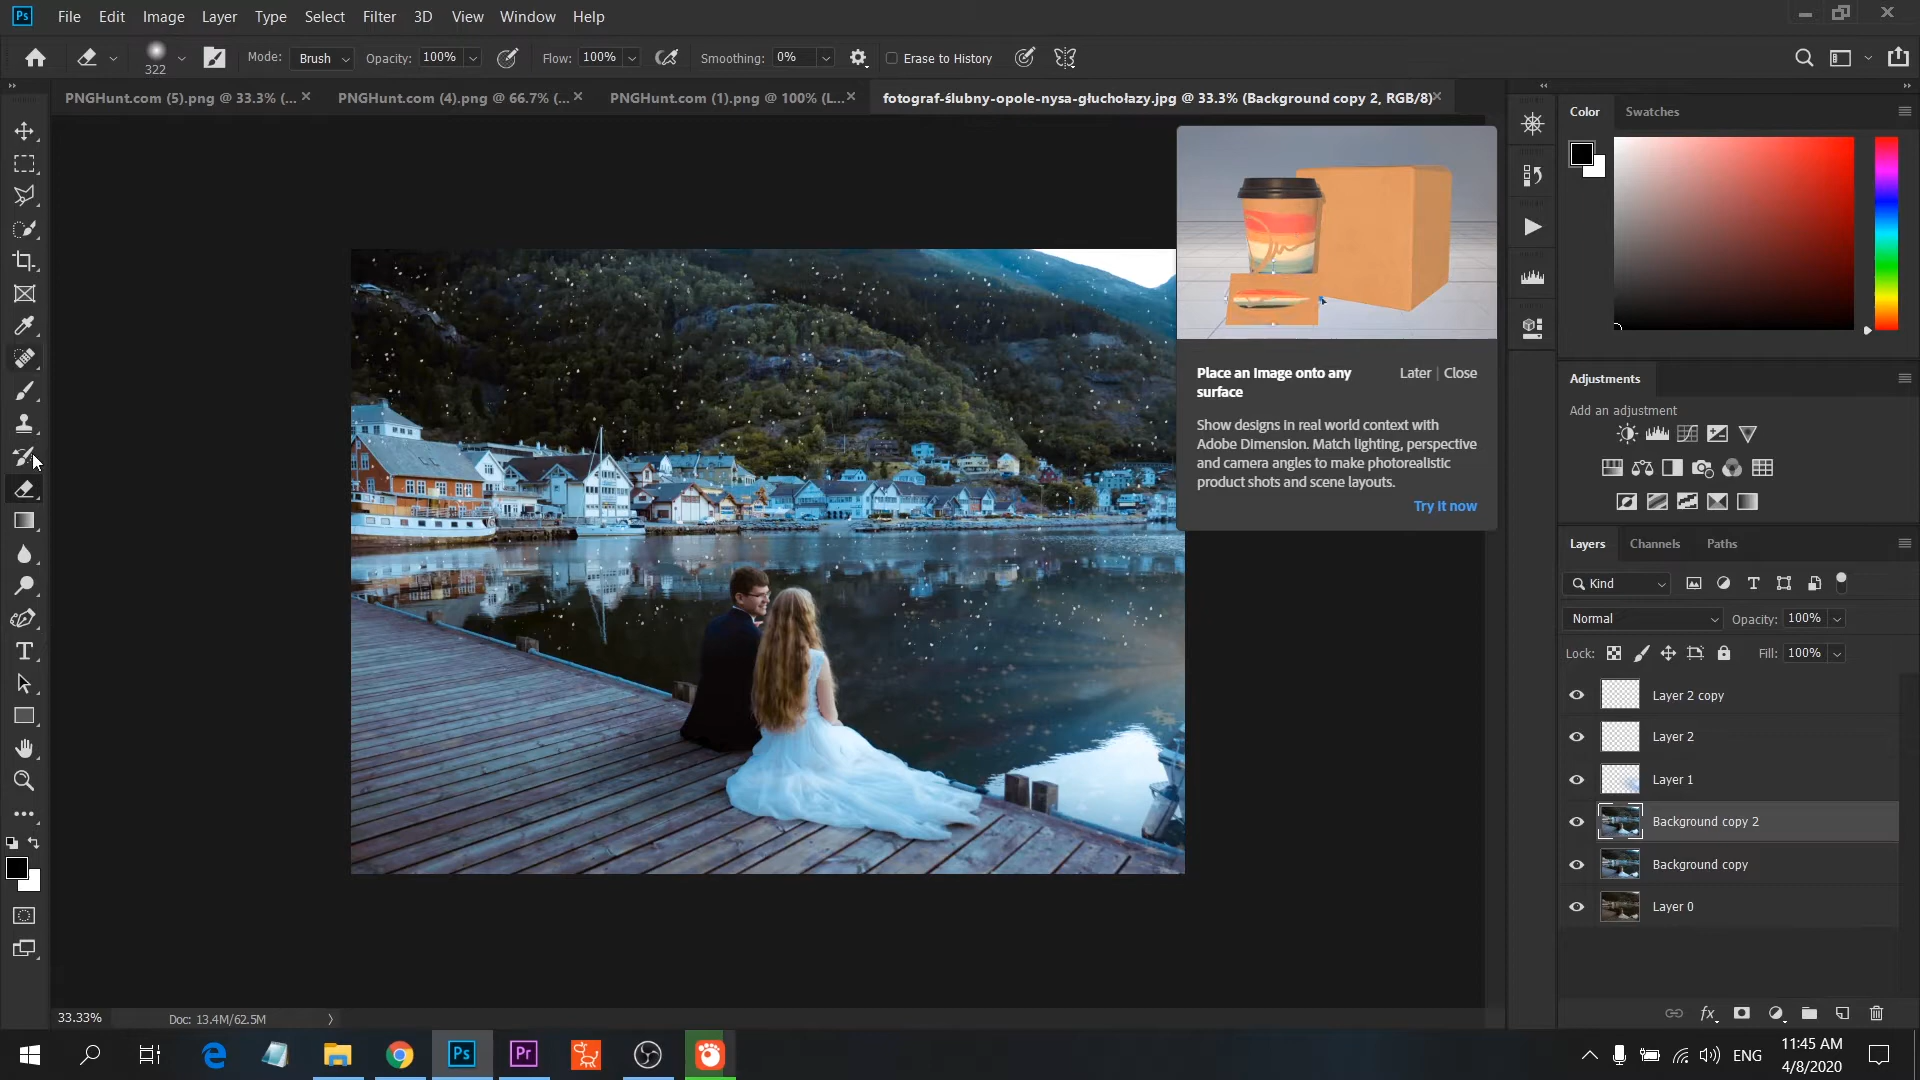 Ps File Edit Image Layer Type Select Filter 3D View Window Help
322 Mode: Brush Opacity: 100% Flow: 100% Smoothing: 0% Erase to History
PNGHunt.com (5).png @ 33.3% (... × PNGHunt.com (4).png @ 66.7% (... × PNGHunt.com (1).png @ 100% (L... × fotograf-ślubny-opole-nysa-głuchołazy.jpg @ 33.3% (Background copy 2, RGB/8) ×
Color Swatches
Place an image onto any
surface
Later | Close
Show designs in real world context with
Adobe Dimension. Match lighting, perspective
and camera angles to make photorealistic
product shots and scene layouts.
Try it now
Adjustments
Add an adjustment
Layers Channels Paths
Kind
Normal Opacity: 100%
Lock: Fill: 100%
Layer 2 copy
Layer 2
Layer 1
Background copy 2
Background copy
Layer 0
33.33% Doc: 13.4M/62.5M
fx
Ps Pr ENG 11:45 AM
4/8/2020